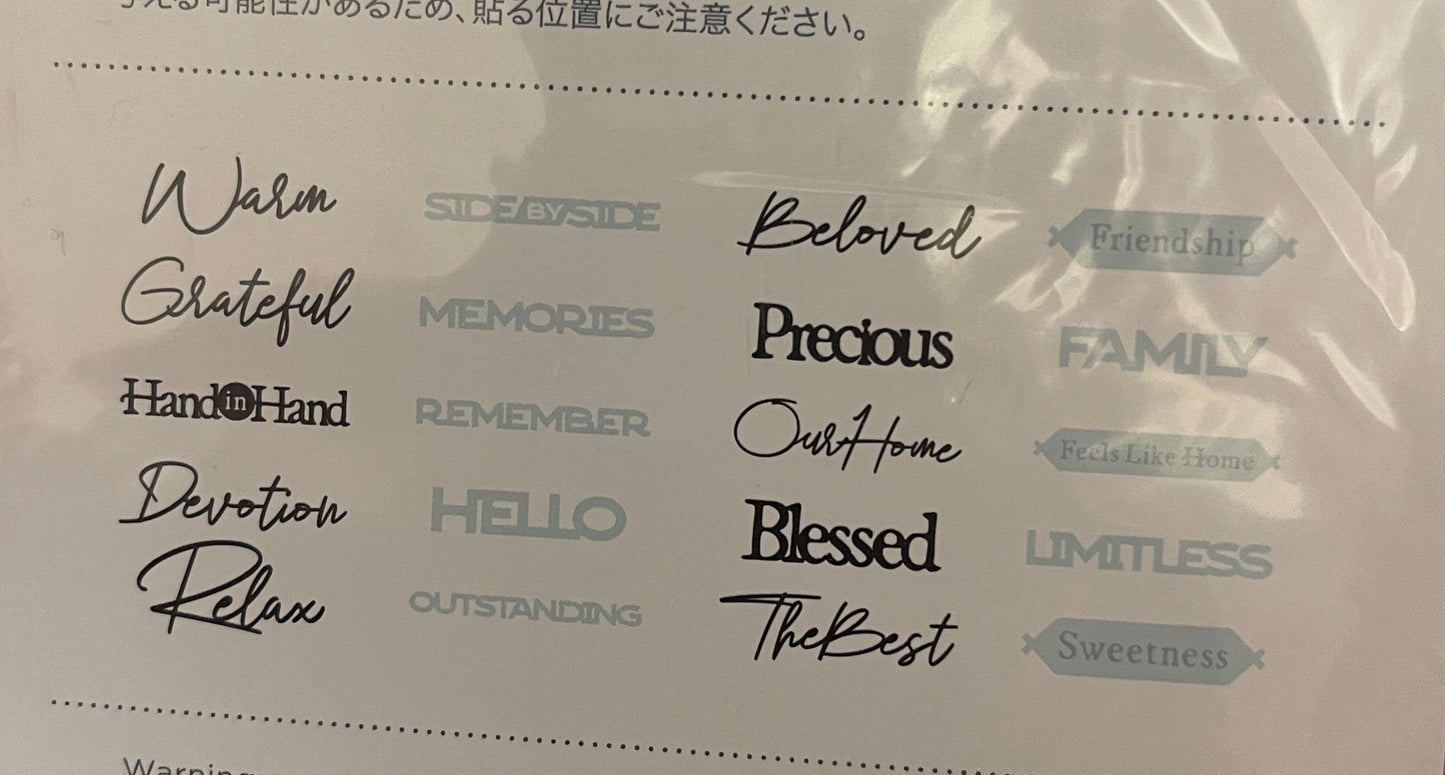 える可能性があるため、貼る位置にご注意ください。
Warm
SIDE/BY/SIDE
Beloved
Friendship
Grateful
MEMORIES
Precious
FAMILY
Hand in Hand
REMEMBER
Our Home
Feels Like Home
Devotion
HELLO
Blessed
LIMITLESS
Relax
OUTSTANDING
The Best
Sweetness
Warning